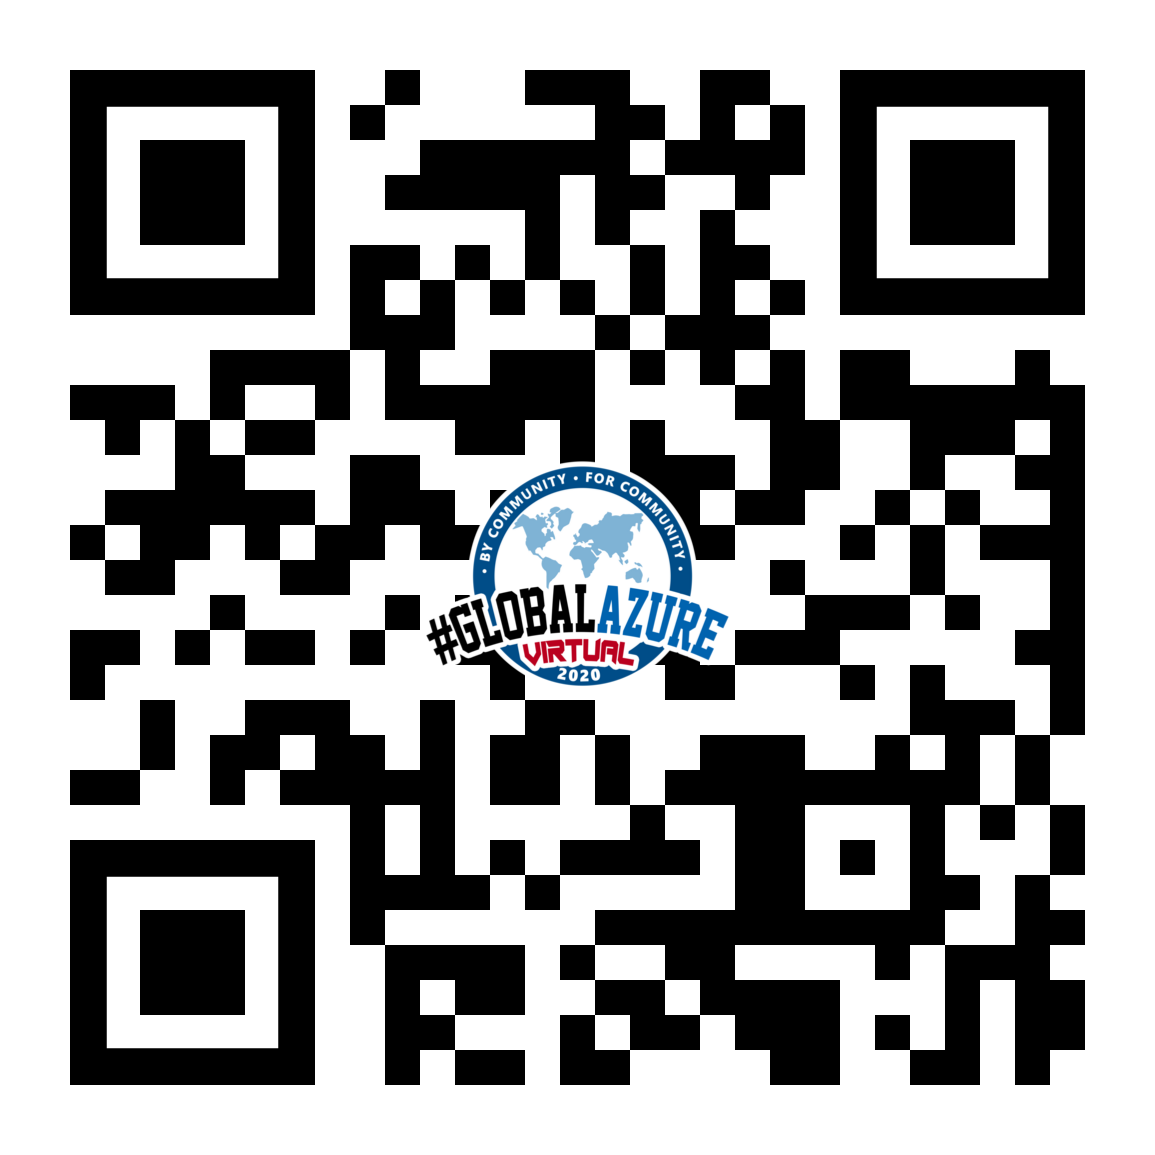 • BY COMMUNITY • FOR COMMUNITY •
#GLOBALAZURE
VIRTUAL
2020